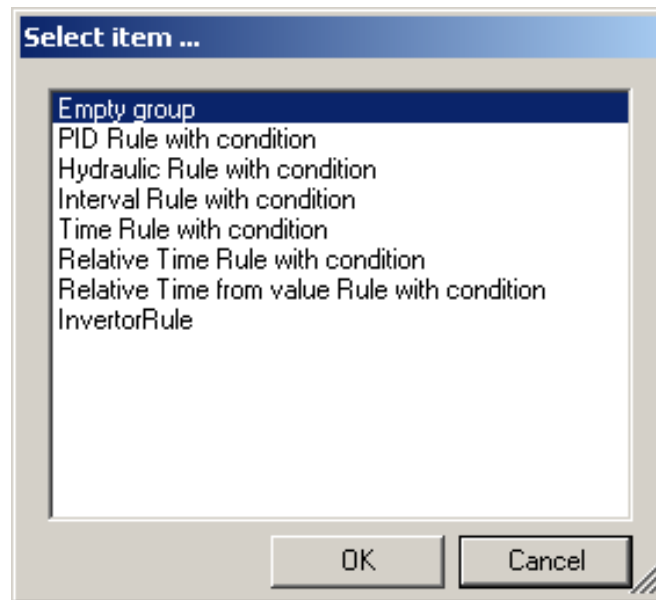 Select item ...
Empty group
PID Rule with condition
Hydraulic Rule with condition
Interval Rule with condition
Time Rule with condition
Relative Time Rule with condition
Relative Time from value Rule with condition
InvertorRule
OK
Cancel